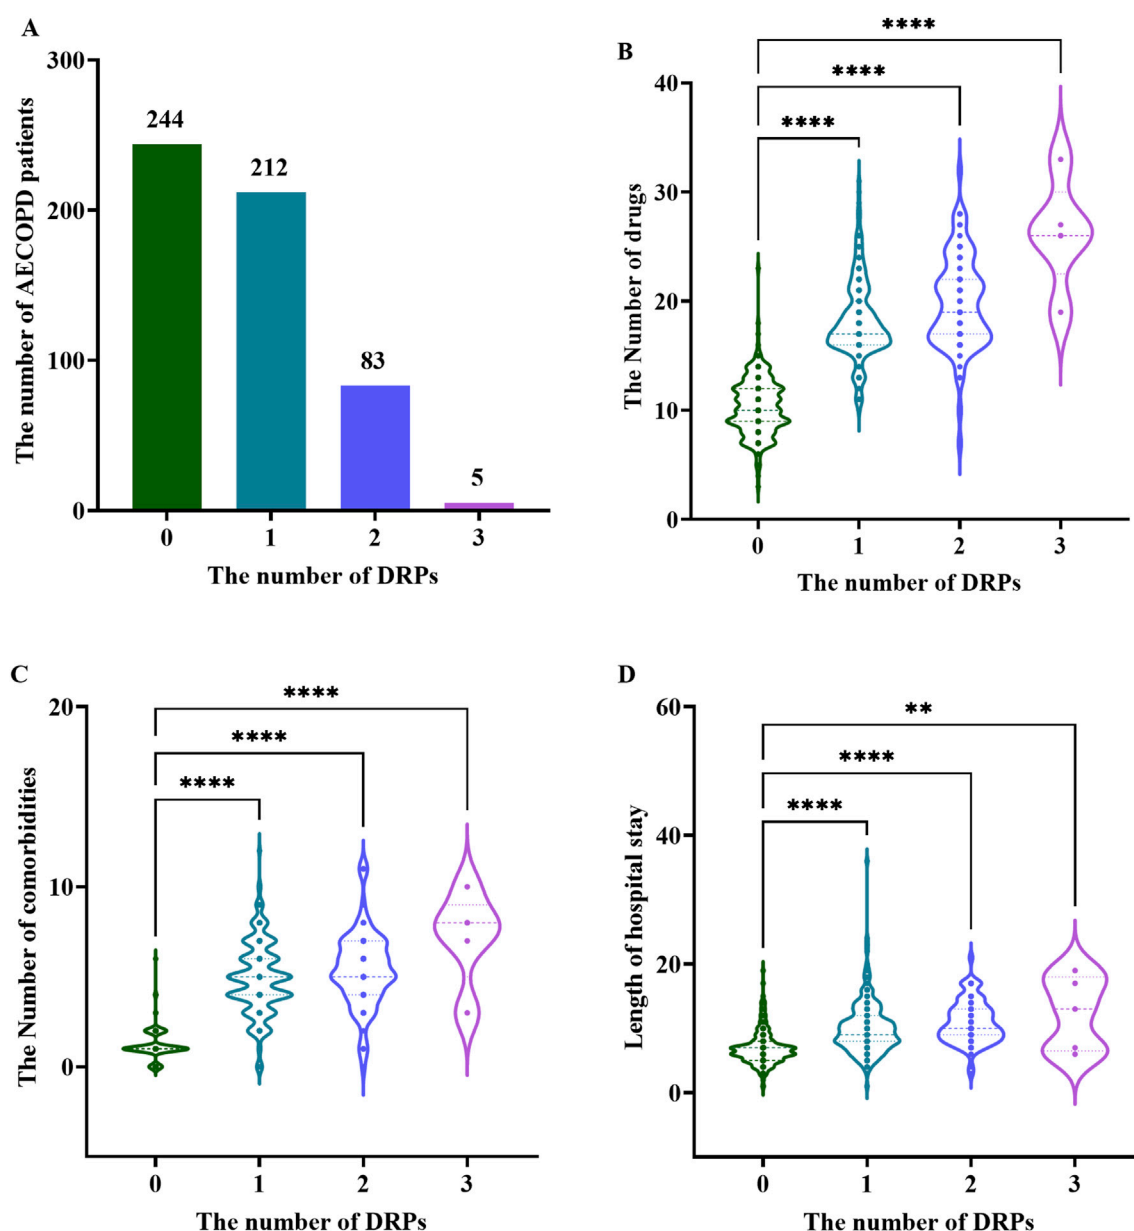 A
The number of AECOPD patients
300
200
100
0
244
212
83
5
0 1 2 3
The number of DRPs
B
The Number of drugs
40
30
20
10
0
****
****
****
0 1 2 3
The number of DRPs
C
The Number of comorbidities
20
10
0
****
****
****
0 1 2 3
The number of DRPs
D
Length of hospital stay
60
40
20
0
**
****
****
0 1 2 3
The number of DRPs